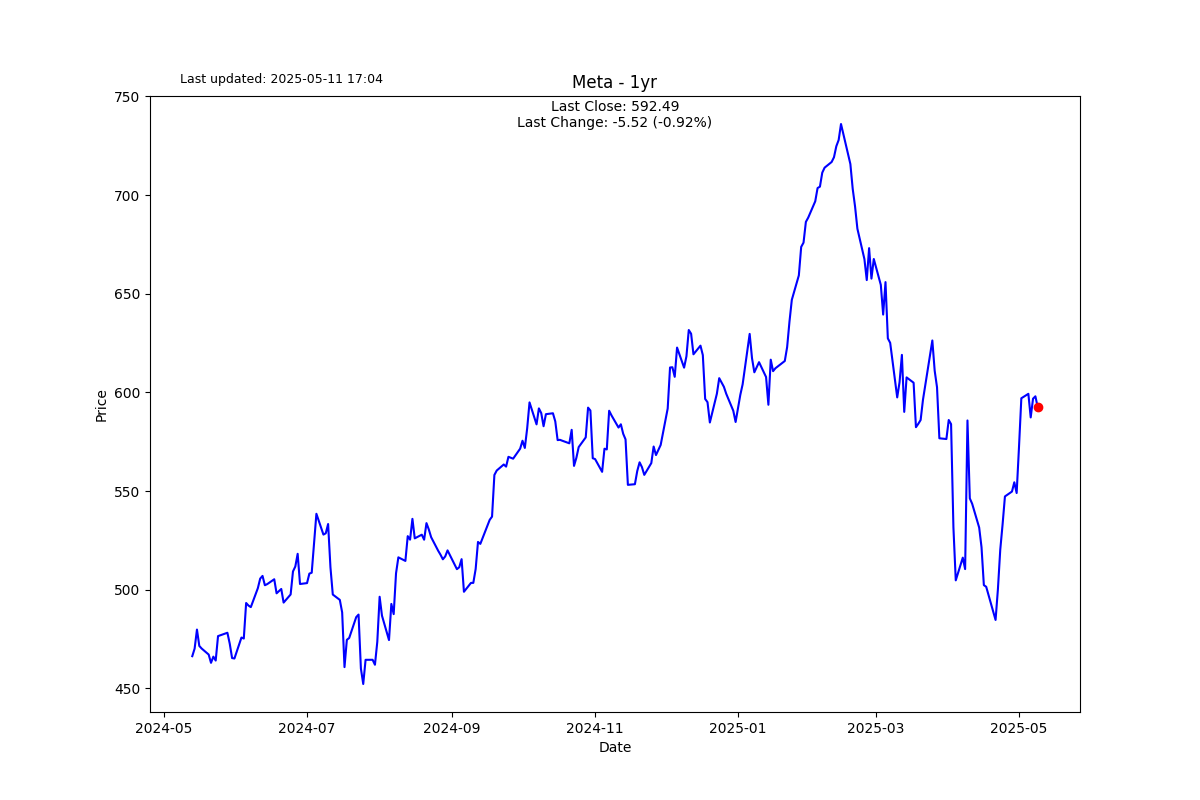 Last updated: 2025-05-11 17:04
Meta - 1yr
Last Close: 592.49
Last Change: -5.52 (-0.92%)
Price
750
700
650
600
550
500
450
2024-05
2024-07
2024-09
2024-11
2025-01
2025-03
2025-05
Date